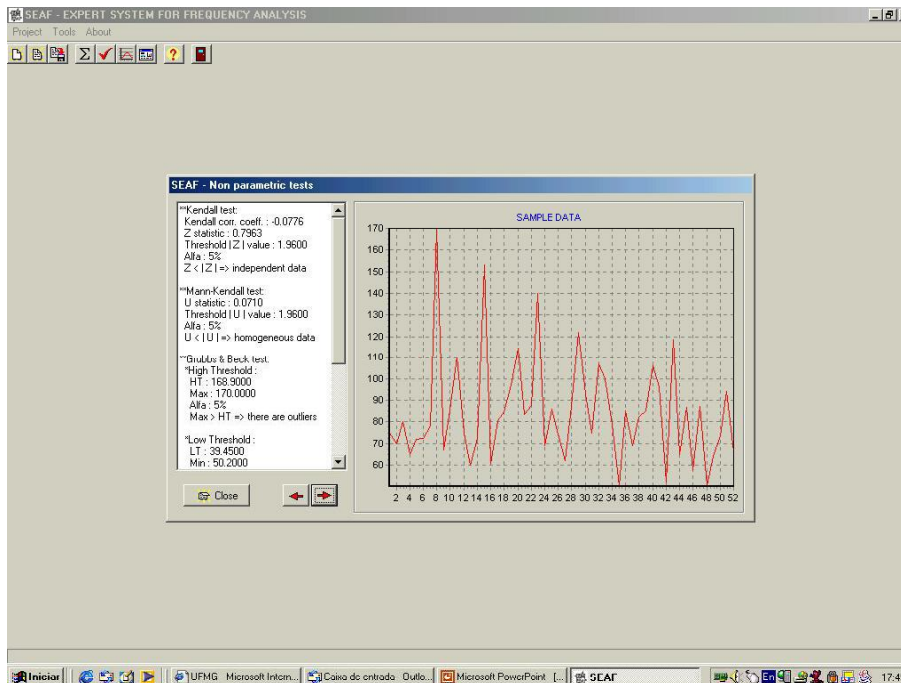 SEAF - EXPERT SYSTEM FOR FREQUENCY ANALYSIS
Project Tools About
SEAF - Non parametric tests
**Kendall test:
Kendall corr. coeff. : -0.0776
Z statistic : 0.7963
Threshold | Z | value : 1.9600
Alfa : 5%
Z < | Z | => independent data
**Mann-Kendall test:
U statistic : 0.0710
Threshold | U | value : 1.9600
Alfa : 5%
U < | U | => homogeneous data
**Grubbs & Beck test:
*High Threshold :
HT : 168.9000
Max : 170.0000
Alfa : 5%
Max > HT => there are outliers
*Low Threshold :
LT : 39.4500
Min : 50.2000
Close
SAMPLE DATA
170
160
150
140
130
120
110
100
90
80
70
60
2 4 6 8 10 12 14 16 18 20 22 24 26 28 30 32 34 36 38 40 42 44 46 48 50 52
Iniciar
UFMG Microsoft Intern...
Caixa de entrada Outlo...
Microsoft PowerPoint [...
SEAF
En
17:4